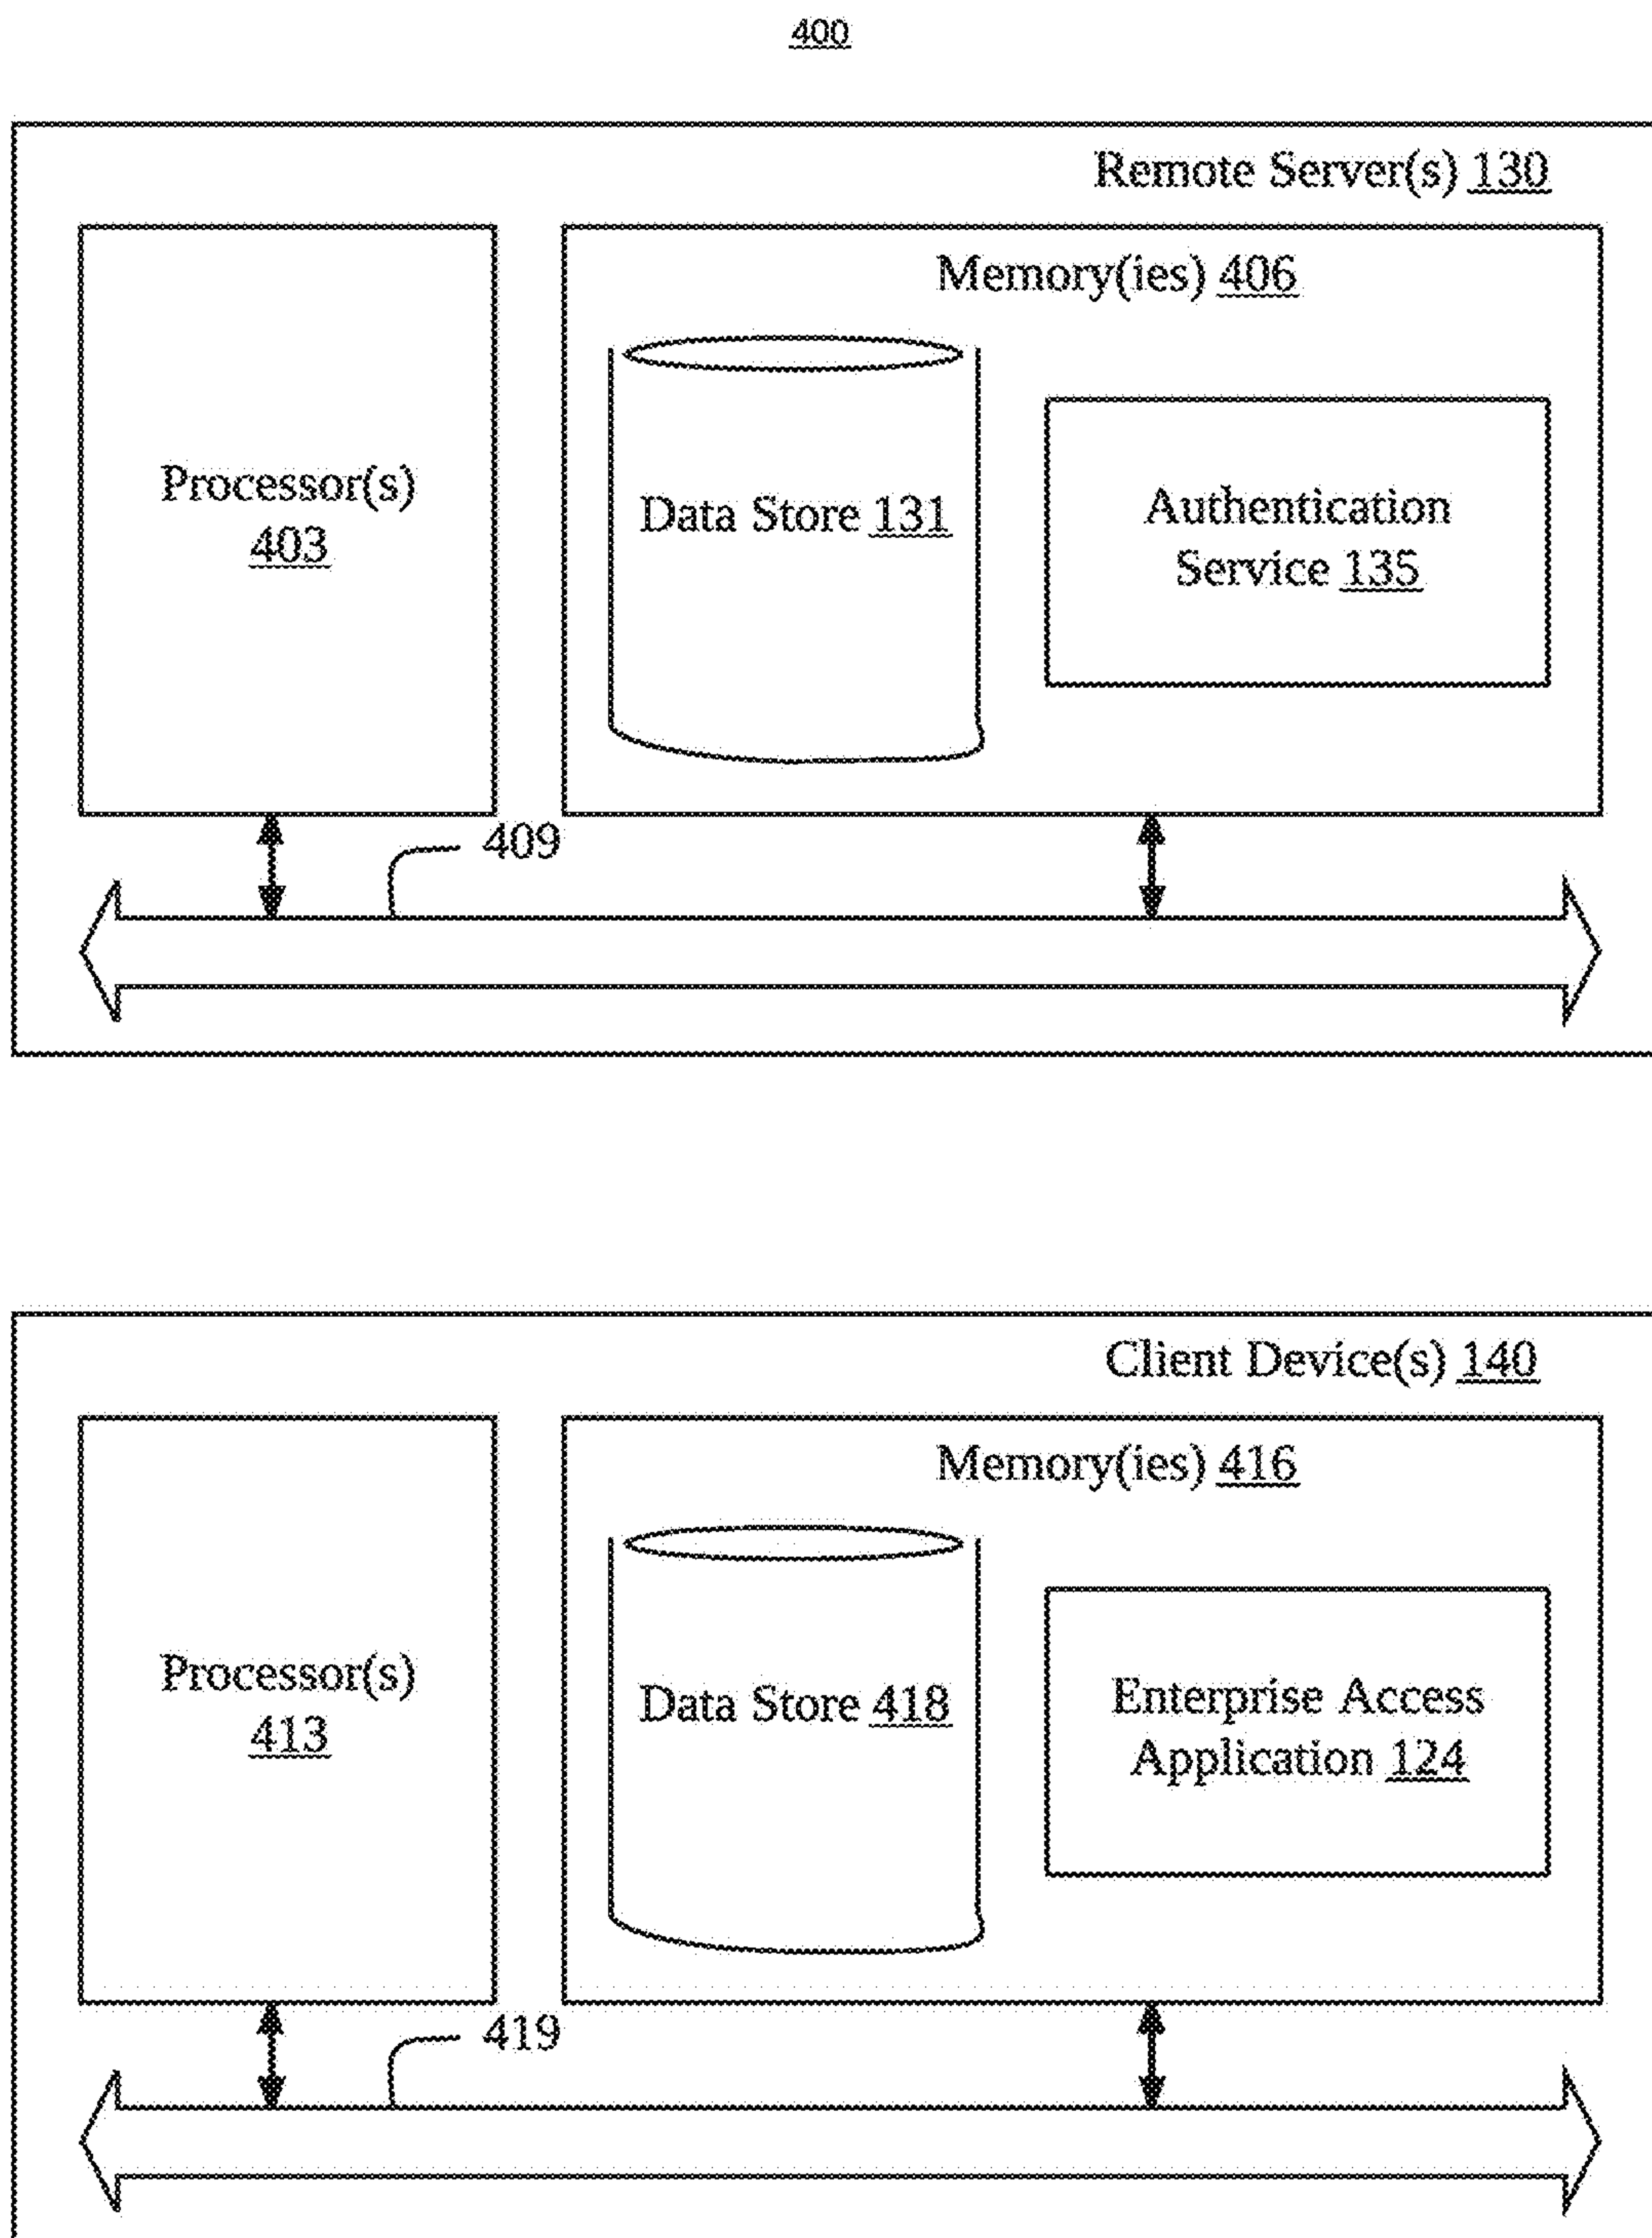 400
Remote Server(s) 130
Memory(ies) 406
Processor(s)
403
Data Store 131
Authentication
Service 135
409
Client Device(s) 140
Memory(ies) 416
Processor(s)
413
Data Store 418
Enterprise Access
Application 124
419